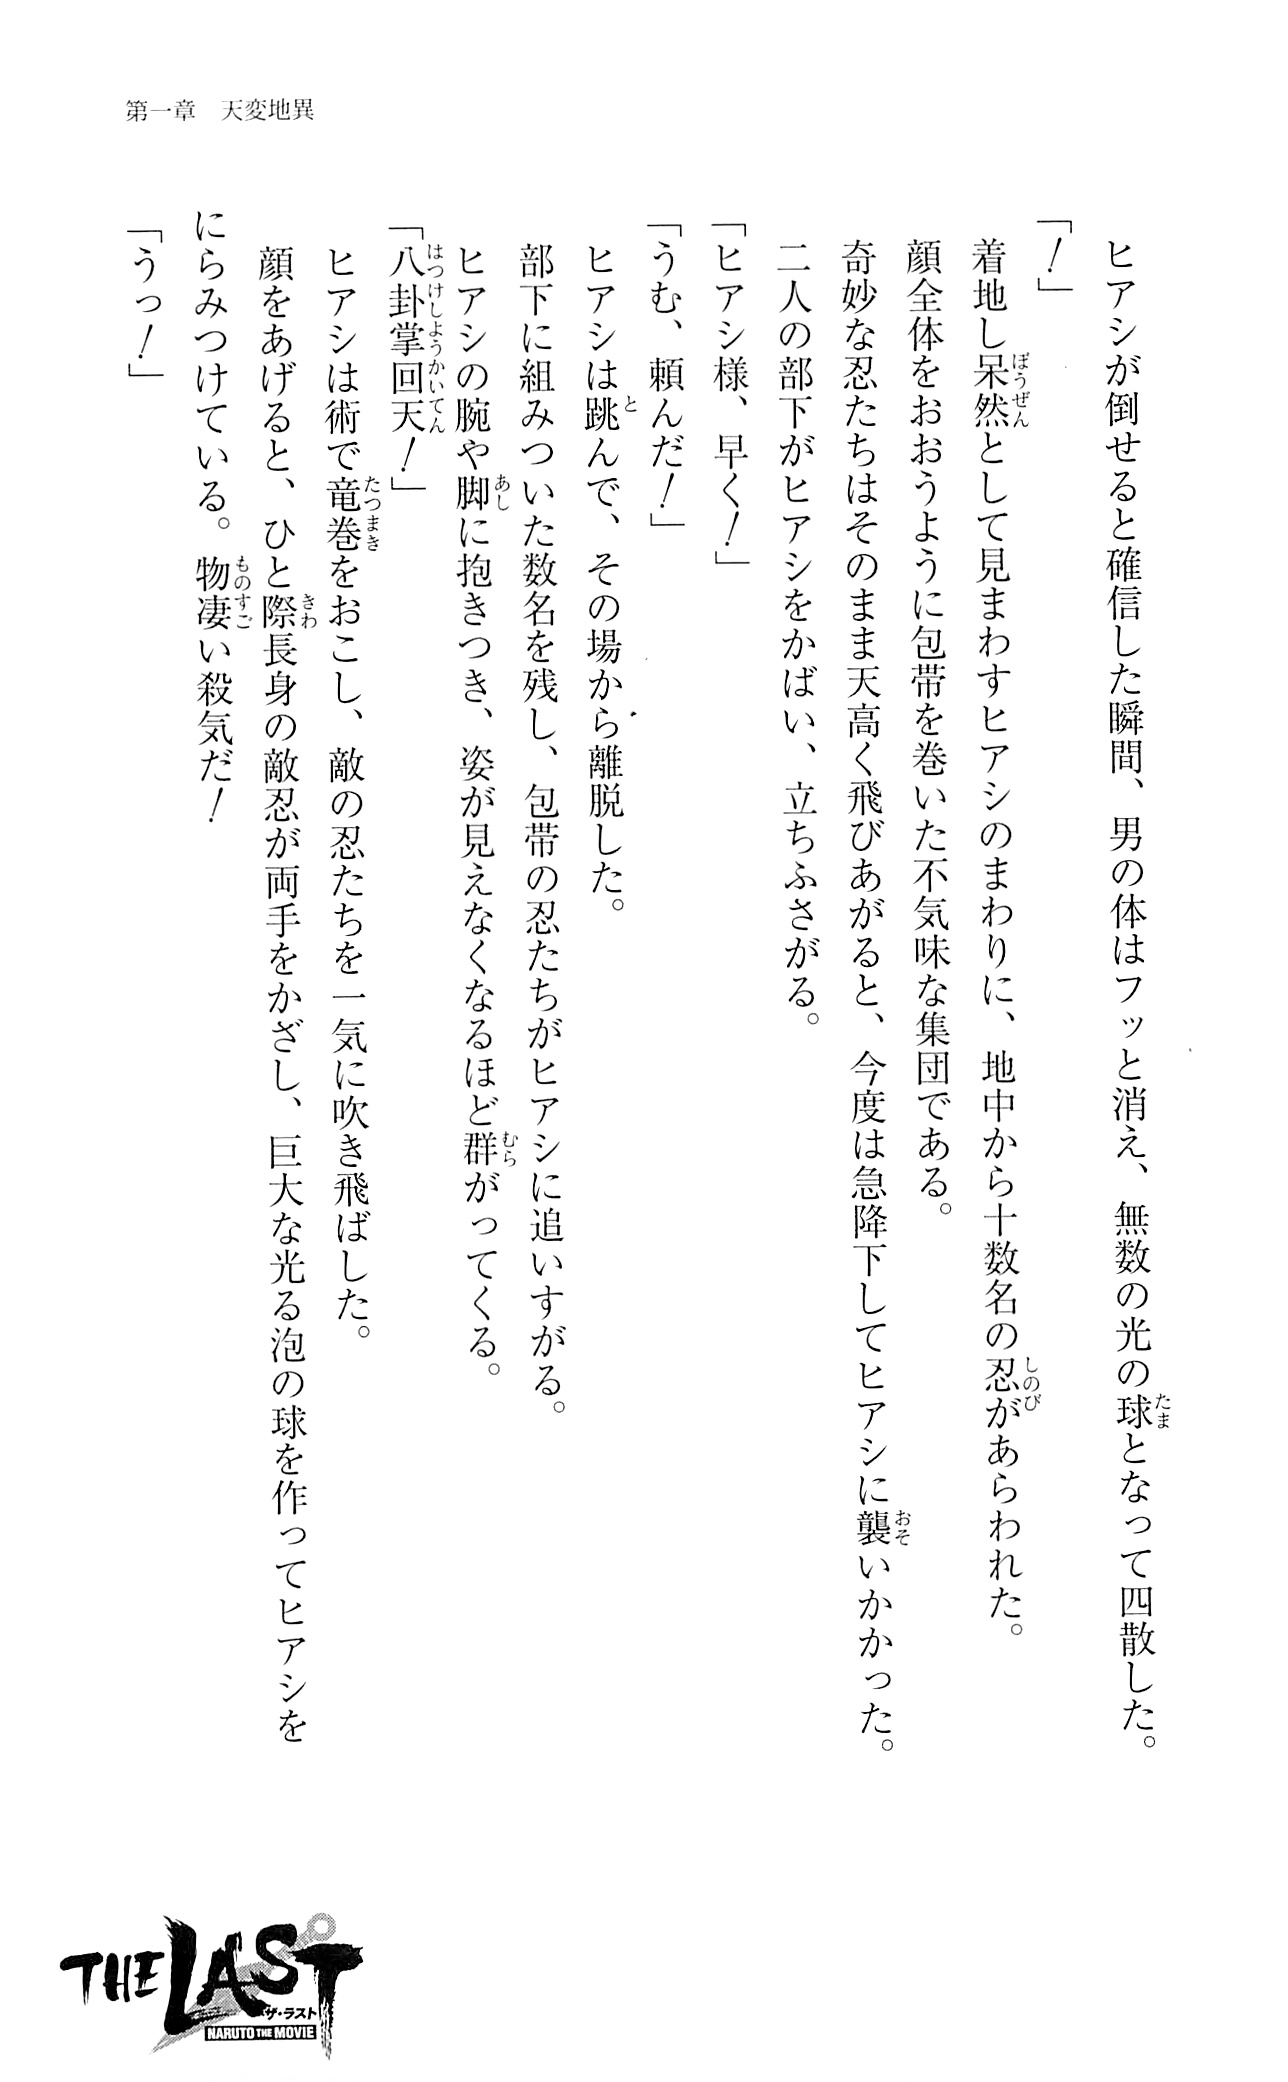 第一章　天変地異
ヒアシが倒せると確信した瞬間、男の体はフッと消え、無数の光の球となって四散した。
「！」
着地し呆然として見まわすヒアシのまわりに、地中から十数名の忍があらわれた。
顔全体をおおうように包帯を巻いた不気味な集団である。
奇妙な忍たちはそのまま天高く飛びあがると、今度は急降下してヒアシに襲いかかった。
二人の部下がヒアシをかばい、立ちふさがる。
「ヒアシ様、早く！」
「うむ、頼んだ！」
ヒアシは跳んで、その場から離脱した。
部下に組みついた数名を残し、包帯の忍たちがヒアシに追いすがる。
ヒアシの腕や脚に抱きつき、姿が見えなくなるほど群がってくる。
「八卦掌回天！」
ヒアシは術で竜巻をおこし、敵の忍たちを一気に吹き飛ばした。
顔をあげると、ひと際長身の敵忍が両手をかざし、巨大な光る泡の球を作ってヒアシを
にらみつけている。物凄い殺気だ！
「うっ！」
THE LAST
ザ・ラスト
NARUTO THE MOVIE